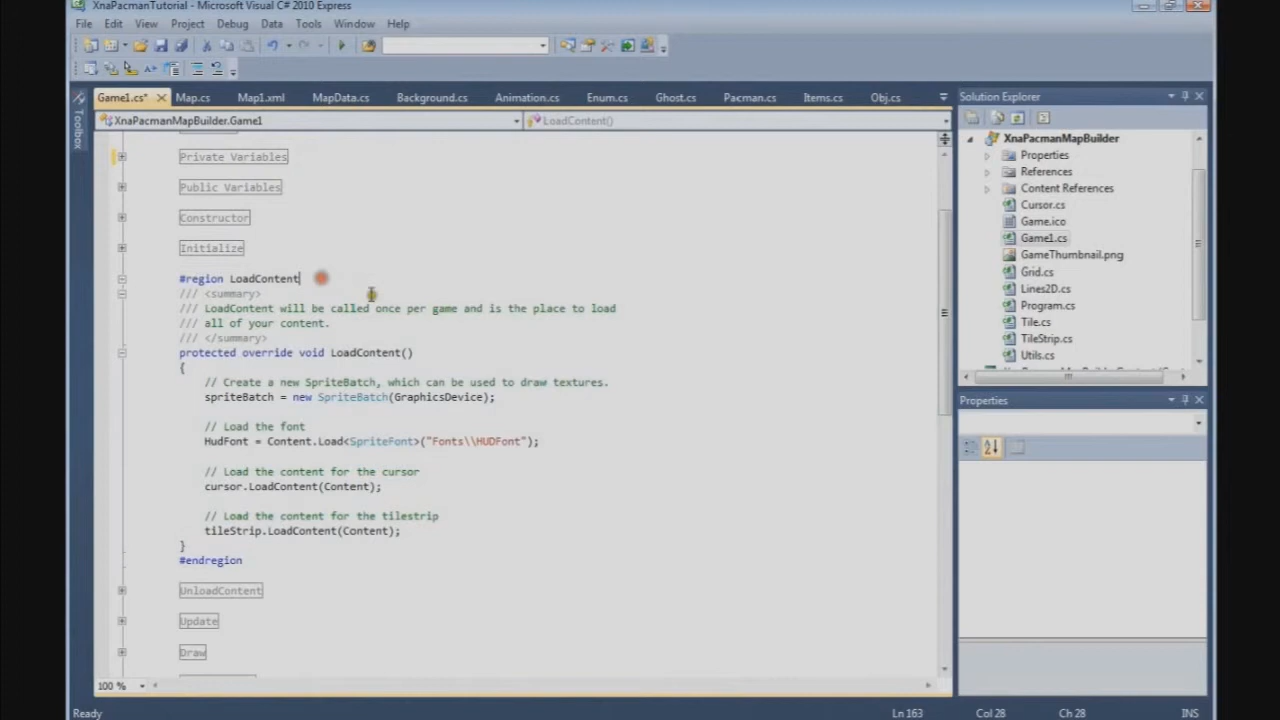 XnaPacmanTutorial - Microsoft Visual C# 2010 Express
File Edit View Project Debug Data Tools Window Help
Game1.cs* Map.cs Map1.xml MapData.cs Background.cs Animation.cs Enum.cs Ghost.cs Pacman.cs Items.cs Obj.cs
Solution Explorer
Toolbox
XnaPacmanMapBuilder.Game1
LoadContent()
XnaPacmanMapBuilder
Properties
References
Content References
Cursor.cs
Game.ico
Game1.cs
GameThumbnail.png
Grid.cs
Lines2D.cs
Program.cs
Tile.cs
TileStrip.cs
Utils.cs
Private Variables
Public Variables
Constructor
Initialize
#region LoadContent
/// <summary>
/// LoadContent will be called once per game and is the place to load
/// all of your content.
/// </summary>
protected override void LoadContent()
{
// Create a new SpriteBatch, which can be used to draw textures.
spriteBatch = new SpriteBatch(GraphicsDevice);
// Load the font
HudFont = Content.Load<SpriteFont>("Fonts\\HUDFont");
// Load the content for the cursor
cursor.LoadContent(Content);
// Load the content for the tilestrip
tileStrip.LoadContent(Content);
}
#endregion
UnloadContent
Update
Draw
Properties
100 %
Ready
Ln 163 Col 28 Ch 28 INS